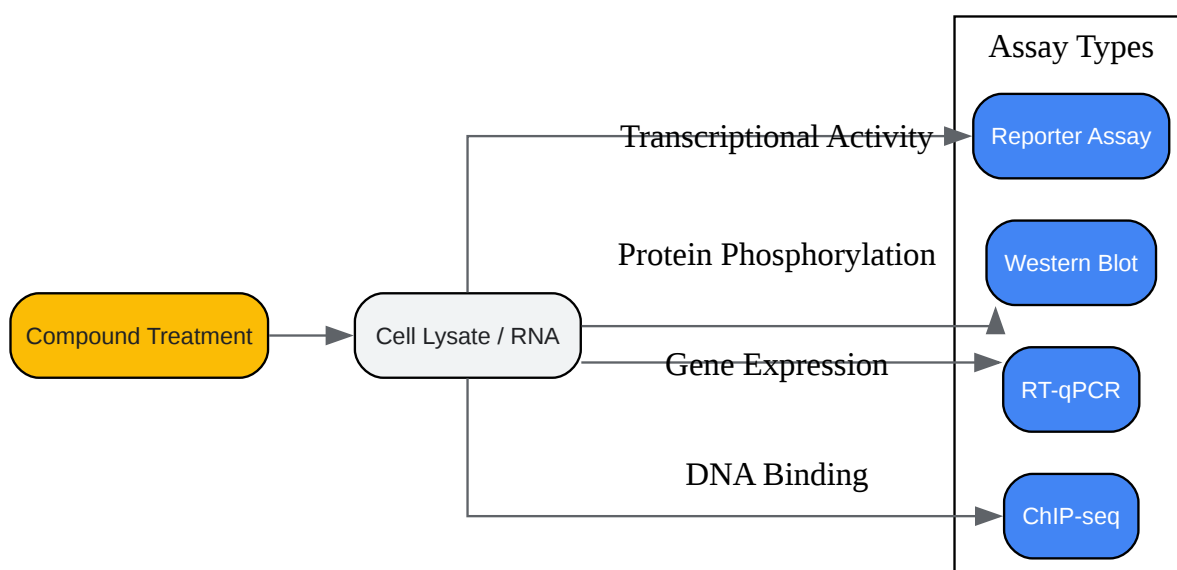 Assay Types
Transcriptional Activity
Reporter Assay
Protein Phosphorylation
Western Blot
Compound Treatment
Cell Lysate / RNA
Gene Expression
RT-qPCR
DNA Binding
ChIP-seq